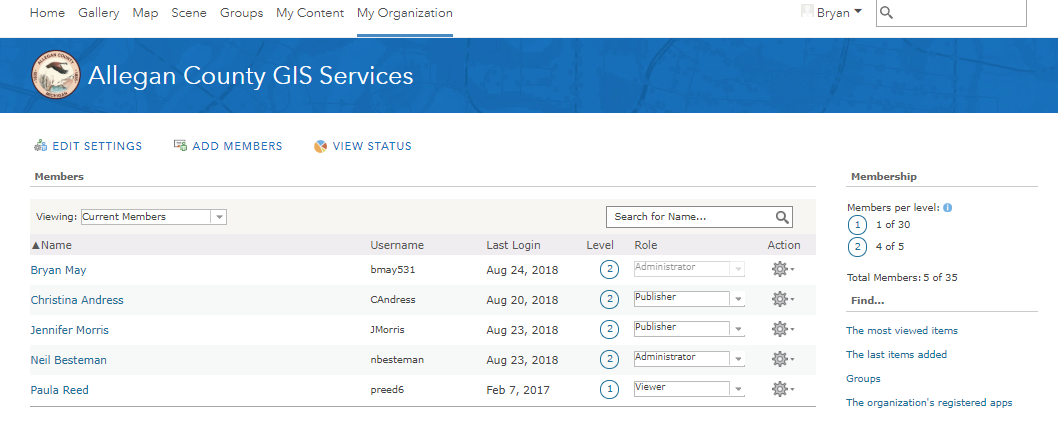 Home Gallery Map Scene Groups My Content My Organization Bryan
Allegan County GIS Services
EDIT SETTINGS ADD MEMBERS VIEW STATUS
Members
Viewing: Current Members Search for Name...
Name Username Last Login Level Role Action
Bryan May bmay531 Aug 24, 2018 2 Administrator
Christina Andress CAndress Aug 20, 2018 2 Publisher
Jennifer Morris JMorris Aug 23, 2018 2 Publisher
Neil Besteman nbesteman Aug 23, 2018 2 Administrator
Paula Reed preed6 Feb 7, 2017 1 Viewer
Membership
Members per level:
1 1 of 30
2 4 of 5
Total Members: 5 of 35
Find...
The most viewed items
The last items added
Groups
The organization's registered apps